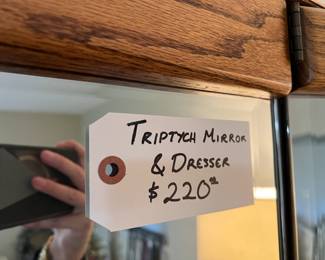 TRIPTYCH MIRROR
& DRESSER
$220⁰⁰